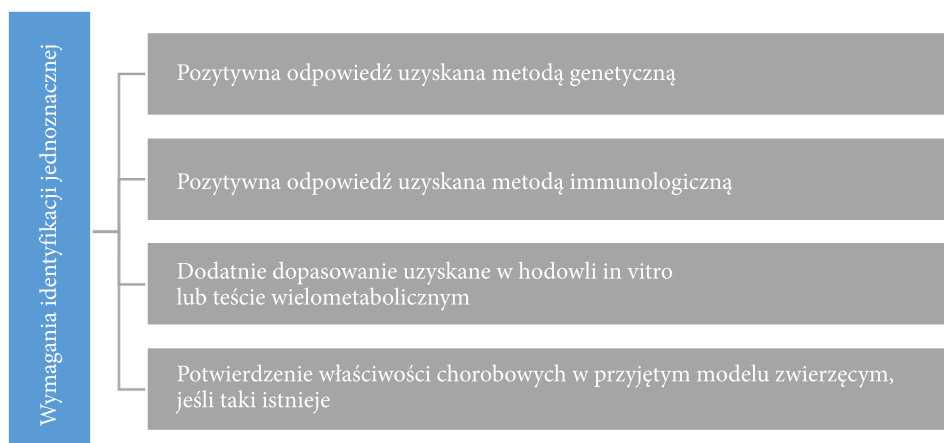 Wymagania identyfikacji jednoznacznej
Pozytywna odpowiedź uzyskana metodą genetyczną
Pozytywna odpowiedź uzyskana metodą immunologiczną
Dodatnie dopasowanie uzyskane w hodowli in vitro
lub teście wielometabolicznym
Potwierdzenie właściwości chorobowych w przyjętym modelu zwierzęcym,
jeśli taki istnieje